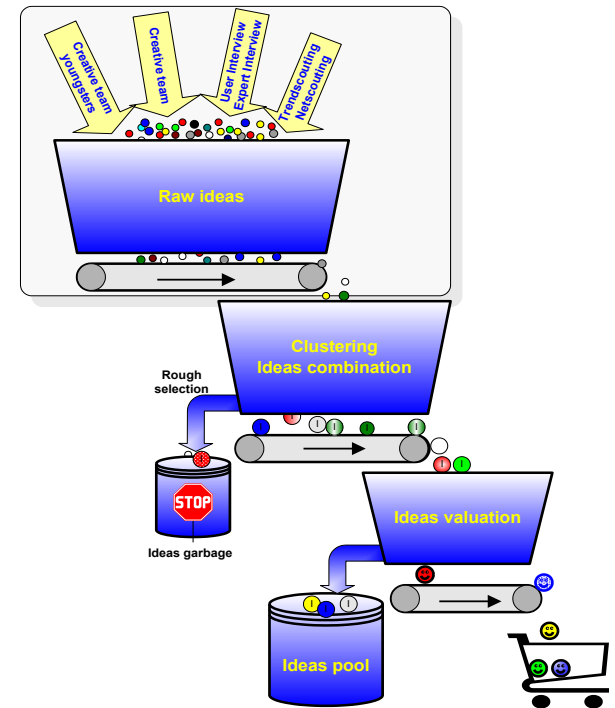 Creative team
youngsters
Creative team
User Interview
Expert Interview
Trendscouting
Netscouting
Raw ideas
Clustering
Ideas combination
Rough
selection
STOP
Ideas garbage
Ideas valuation
Ideas pool